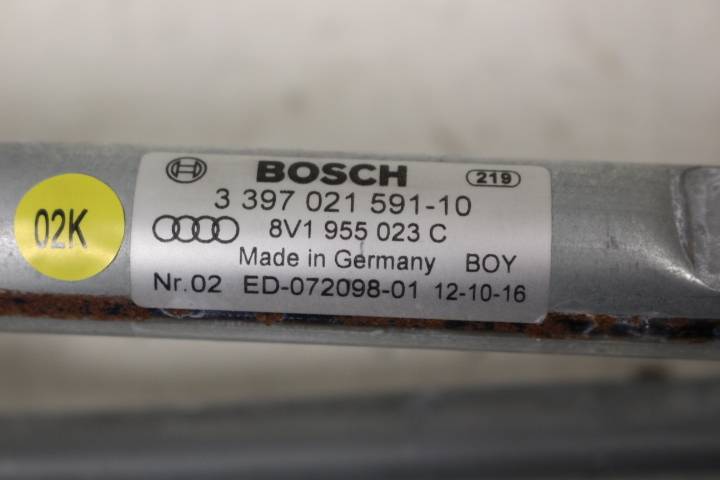 BOSCH 219
3 397 021 591-10
8V1 955 023 C
Made in Germany BOY
Nr.02 ED-072098-01 12-10-16
02K